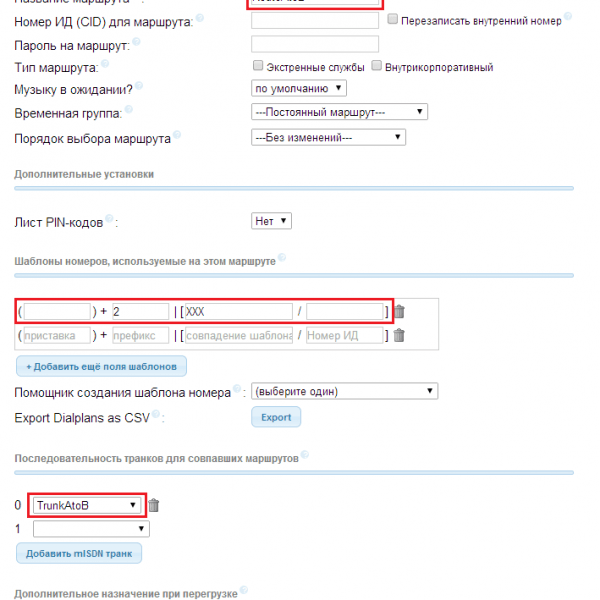 Номер ИД (CID) для маршрута: Перезаписать внутренний номер
Пароль на маршрут:
Тип маршрута: Экстренные службы Внутрикорпоративный
Музыку в ожидании? по умолчанию
Временная группа: ---Постоянный маршрут---
Порядок выбора маршрута ---Без изменений---
Дополнительные установки
Лист PIN-кодов : Нет
Шаблоны номеров, используемые на этом маршруте
( ) + 2 | [ XXX / ]
( приставка ) + префикс | [ совпадение шаблона / Номер ИД ]
+ Добавить ещё поля шаблонов
Помощник создания шаблона номера : (выберите один)
Export Dialplans as CSV : Export
Последовательность транков для совпавших маршрутов
0 TrunkAtoB
1
Добавить mISDN транк
Дополнительное назначение при перегрузке